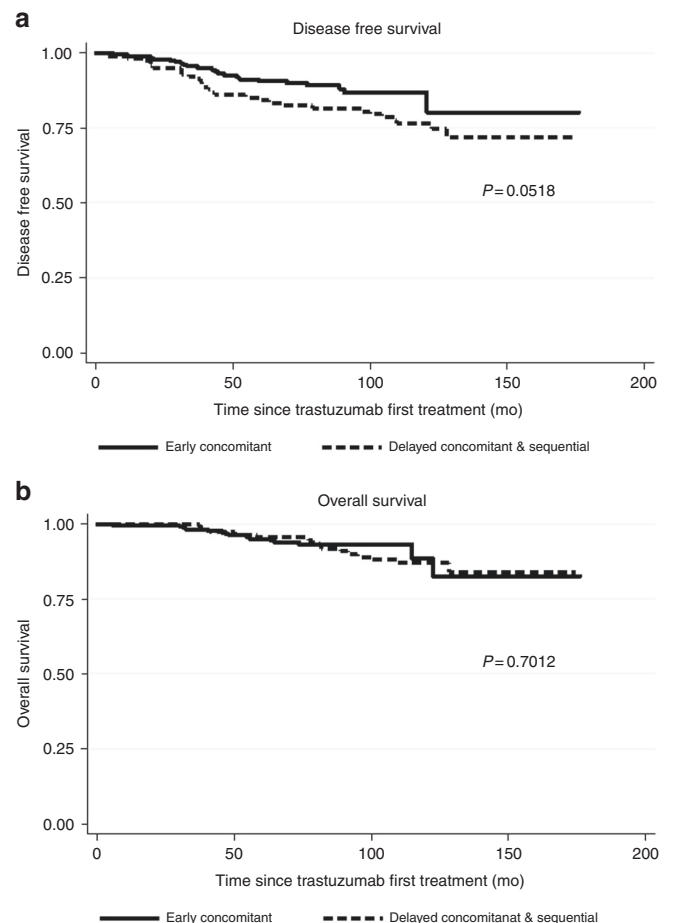 a
Disease free survival
1.00
0.75
0.50
0.25
0.00
Disease free survival
P=0.0518
0 50 100 150 200
Time since trastuzumab first treatment (mo)
Early concomitant Delayed concomitant & sequential
b
Overall survival
1.00
0.75
0.50
0.25
0.00
Overall survival
P=0.7012
0 50 100 150 200
Time since trastuzumab first treatment (mo)
Early concomitant Delayed concomitanat & sequential